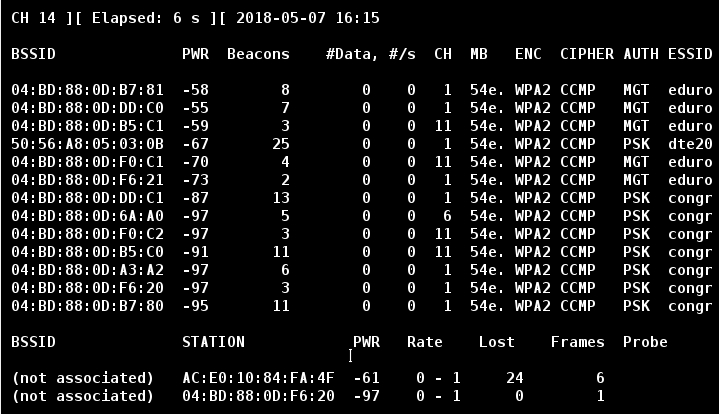 CH 14 ][ Elapsed: 6 s ][ 2018-05-07 16:15
BSSID PWR Beacons #Data, #/s CH MB ENC CIPHER AUTH ESSID
04:BD:88:0D:B7:81 -58 8 0 0 1 54e. WPA2 CCMP MGT eduro
04:BD:88:0D:DD:C0 -55 7 0 0 1 54e. WPA2 CCMP MGT eduro
04:BD:88:0D:B5:C1 -59 3 0 0 11 54e. WPA2 CCMP MGT eduro
50:56:A8:05:03:0B -67 25 0 0 1 54e. WPA2 CCMP PSK dte20
04:BD:88:0D:F0:C1 -70 4 0 0 11 54e. WPA2 CCMP MGT eduro
04:BD:88:0D:F6:21 -73 2 0 0 1 54e. WPA2 CCMP MGT eduro
04:BD:88:0D:DD:C1 -87 13 0 0 1 54e. WPA2 CCMP PSK congr
04:BD:88:0D:6A:A0 -97 5 0 0 6 54e. WPA2 CCMP PSK congr
04:BD:88:0D:F0:C2 -97 3 0 0 11 54e. WPA2 CCMP PSK congr
04:BD:88:0D:B5:C0 -91 11 0 0 11 54e. WPA2 CCMP PSK congr
04:BD:88:0D:A3:A2 -97 6 0 0 1 54e. WPA2 CCMP PSK congr
04:BD:88:0D:F6:20 -97 3 0 0 1 54e. WPA2 CCMP PSK congr
04:BD:88:0D:B7:80 -95 11 0 0 1 54e. WPA2 CCMP PSK congr
BSSID STATION PWR Rate Lost Frames Probe
(not associated) AC:E0:10:84:FA:4F -61 0 - 1 24 6
(not associated) 04:BD:88:0D:F6:20 -97 0 - 1 0 1